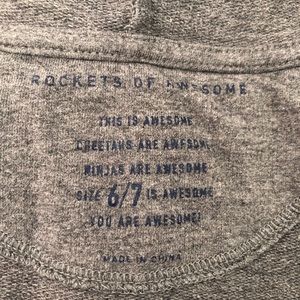 ROCKETS OF AWESOME
THIS IS AWESOME
CHEETAHS ARE AWESOME
NINJAS ARE AWESOME
SIZE 6/7 IS AWESOME
YOU ARE AWESOME!
MADE IN CHINA